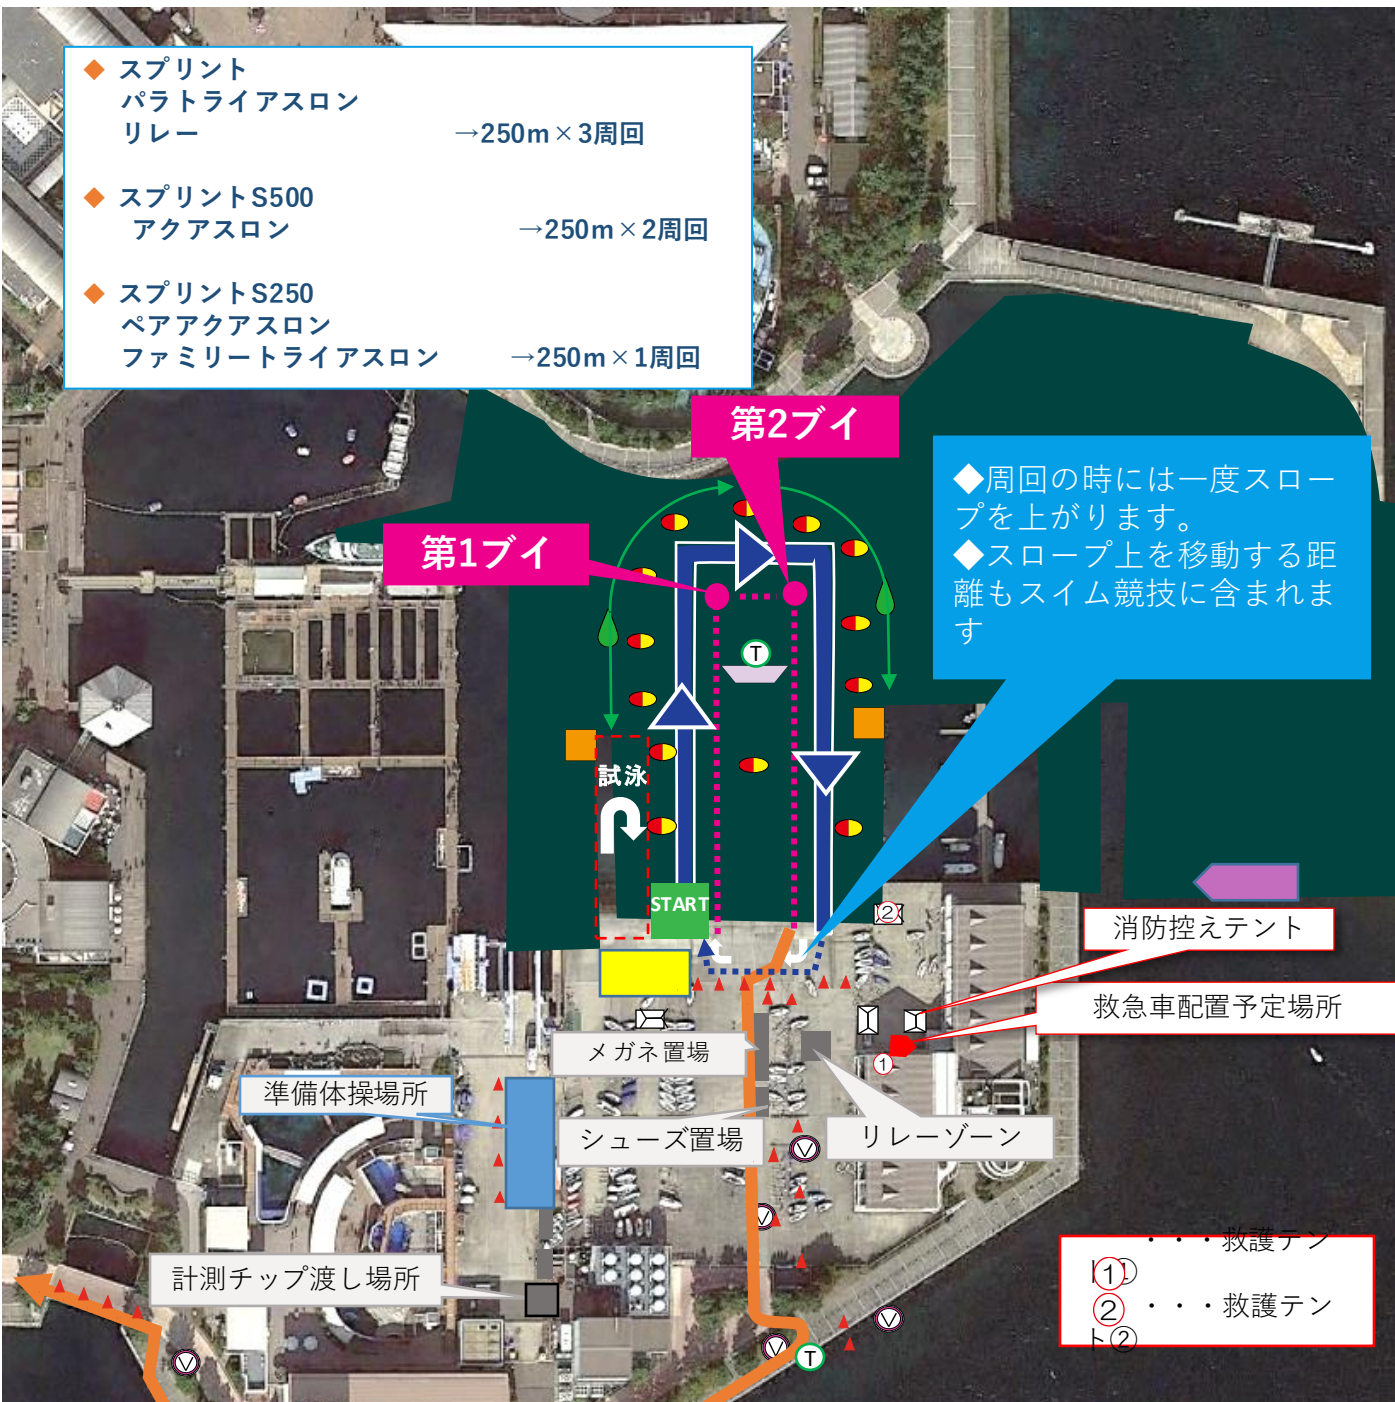 ◆ スプリント
パラトライアスロン
リレー →250m×3周回
◆ スプリントS500
アクアスロン →250m×2周回
◆ スプリントS250
ペアアクアスロン
ファミリートライアスロン →250m×1周回
第2ブイ
第1ブイ
◆周回の時には一度スロー
プを上がります。
◆スロープ上を移動する距
離もスイム競技に含まれま
す
T
試泳
START
②
消防控えテント
救急車配置予定場所
①
メガネ置場
準備体操場所
シューズ置場
リレーゾーン
V
V
計測チップ渡し場所
V
V
T
V
・・・救護テン
ト①
①
② ・・・救護テン
ト②